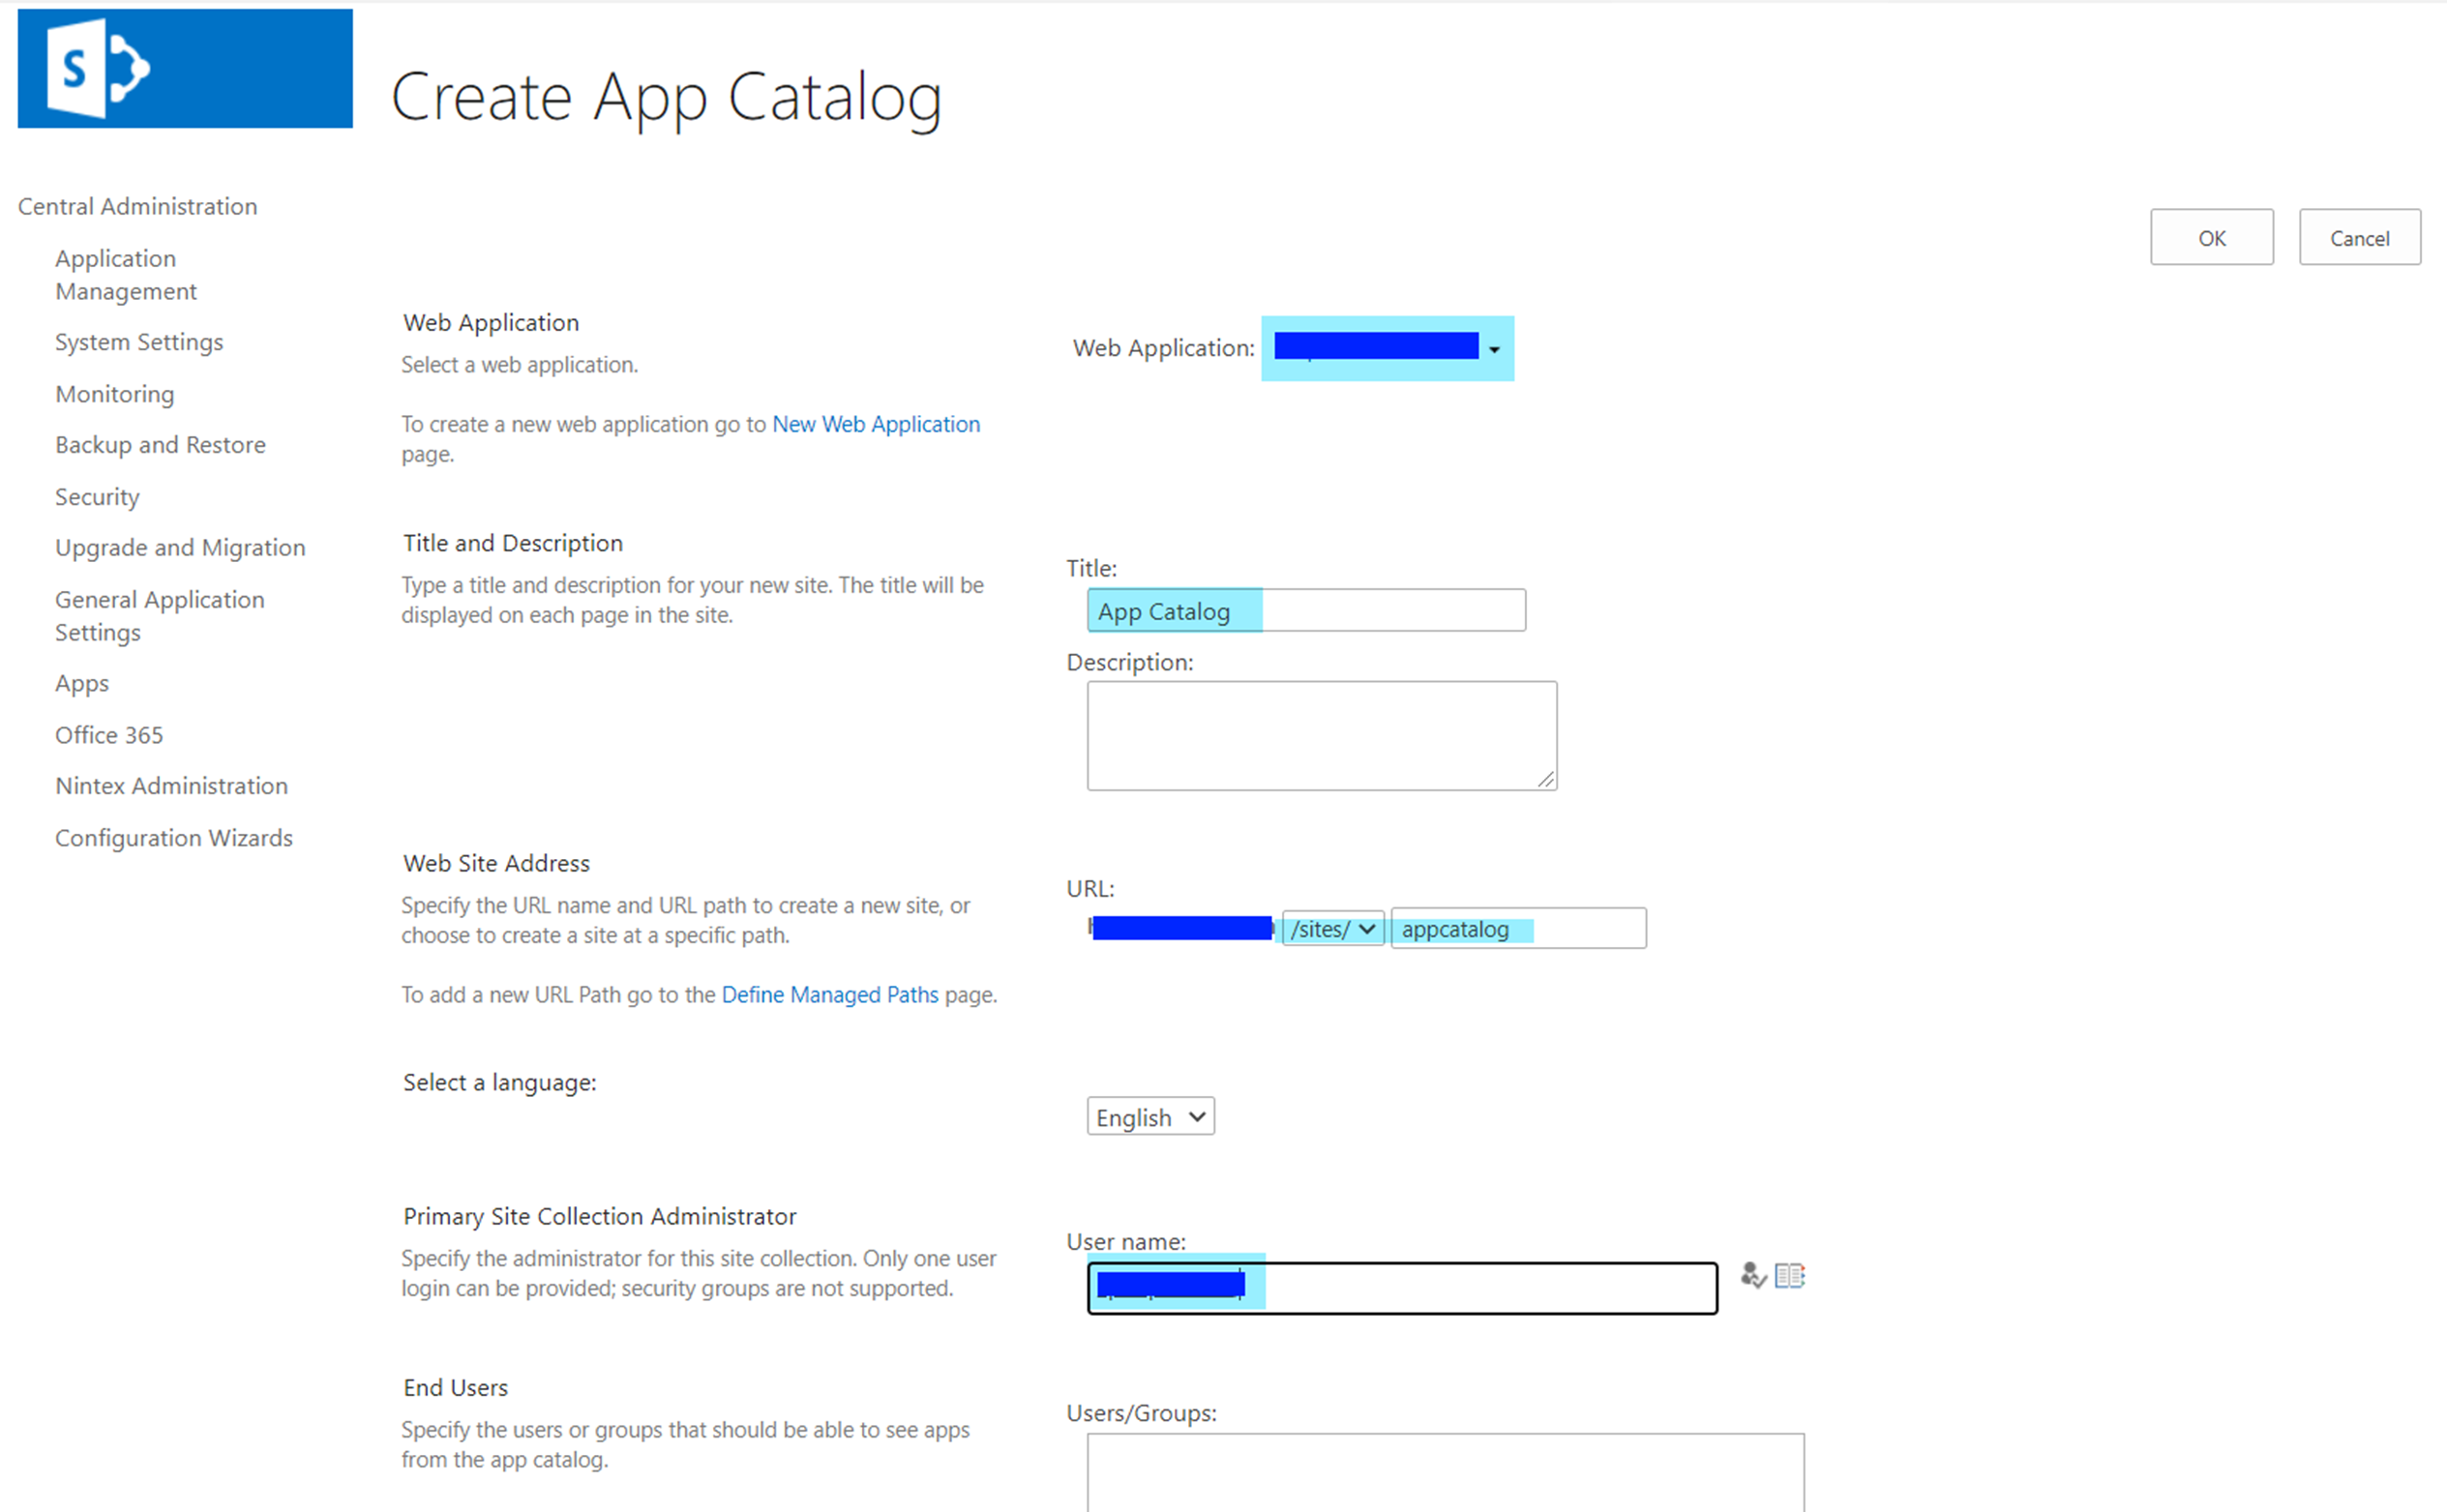 S
Create App Catalog
Central Administration
Application
Management
System Settings
Monitoring
Backup and Restore
Security
Upgrade and Migration
General Application
Settings
Apps
Office 365
Nintex Administration
Configuration Wizards
OK
Cancel
Web Application
Select a web application.
To create a new web application go to New Web Application
page.
Web Application:
Title and Description
Type a title and description for your new site. The title will be
displayed on each page in the site.
Title:
App Catalog
Description:
Web Site Address
Specify the URL name and URL path to create a new site, or
choose to create a site at a specific path.
To add a new URL Path go to the Define Managed Paths page.
URL:
/sites/ appcatalog
Select a language:
English
Primary Site Collection Administrator
Specify the administrator for this site collection. Only one user
login can be provided; security groups are not supported.
User name:
End Users
Specify the users or groups that should be able to see apps
from the app catalog.
Users/Groups: